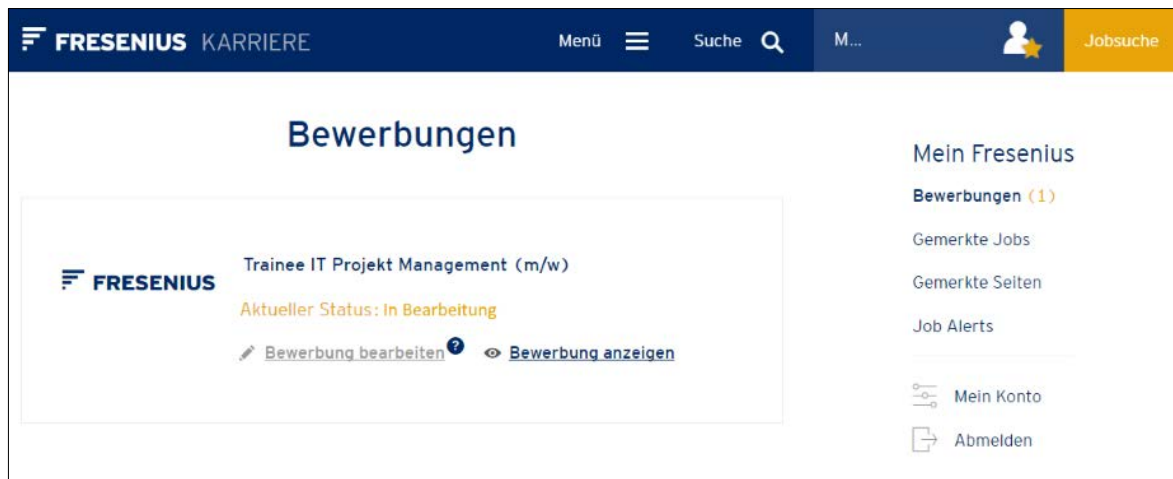 FRESENIUS KARRIERE
Menü
Suche
M...
Jobsuche
Bewerbungen
FRESENIUS
Trainee IT Projekt Management (m/w)
Aktueller Status: In Bearbeitung
Bewerbung bearbeiten ? Bewerbung anzeigen
Mein Fresenius
Bewerbungen (1)
Gemerkte Jobs
Gemerkte Seiten
Job Alerts
Mein Konto
Abmelden